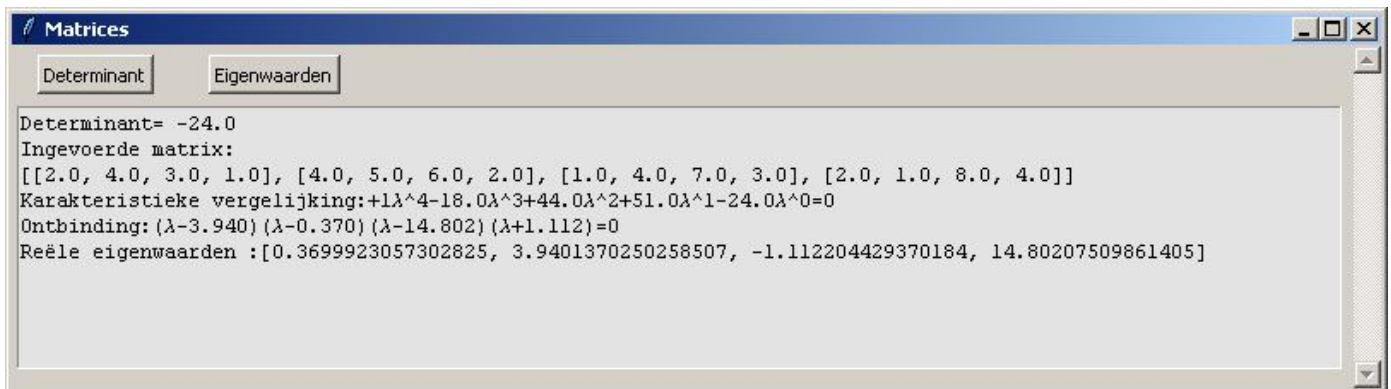 Matrices
Determinant Eigenwaarden
Determinant= -24.0
Ingevoerde matrix:
[[2.0, 4.0, 3.0, 1.0], [4.0, 5.0, 6.0, 2.0], [1.0, 4.0, 7.0, 3.0], [2.0, 1.0, 8.0, 4.0]]
Karakteristieke vergelijking:+1λ^4-18.0λ^3+44.0λ^2+51.0λ^1-24.0λ^0=0
Ontbinding:(λ-3.940)(λ-0.370)(λ-14.802)(λ+1.112)=0
Reële eigenwaarden :[0.3699923057302825, 3.9401370250258507, -1.112204429370184, 14.80207509861405]